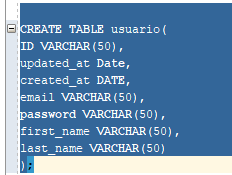 CREATE TABLE usuario(
ID VARCHAR(50),
updated_at Date,
created_at DATE,
email VARCHAR(50),
password VARCHAR(50),
first_name VARCHAR(50),
last_name VARCHAR(50)
);